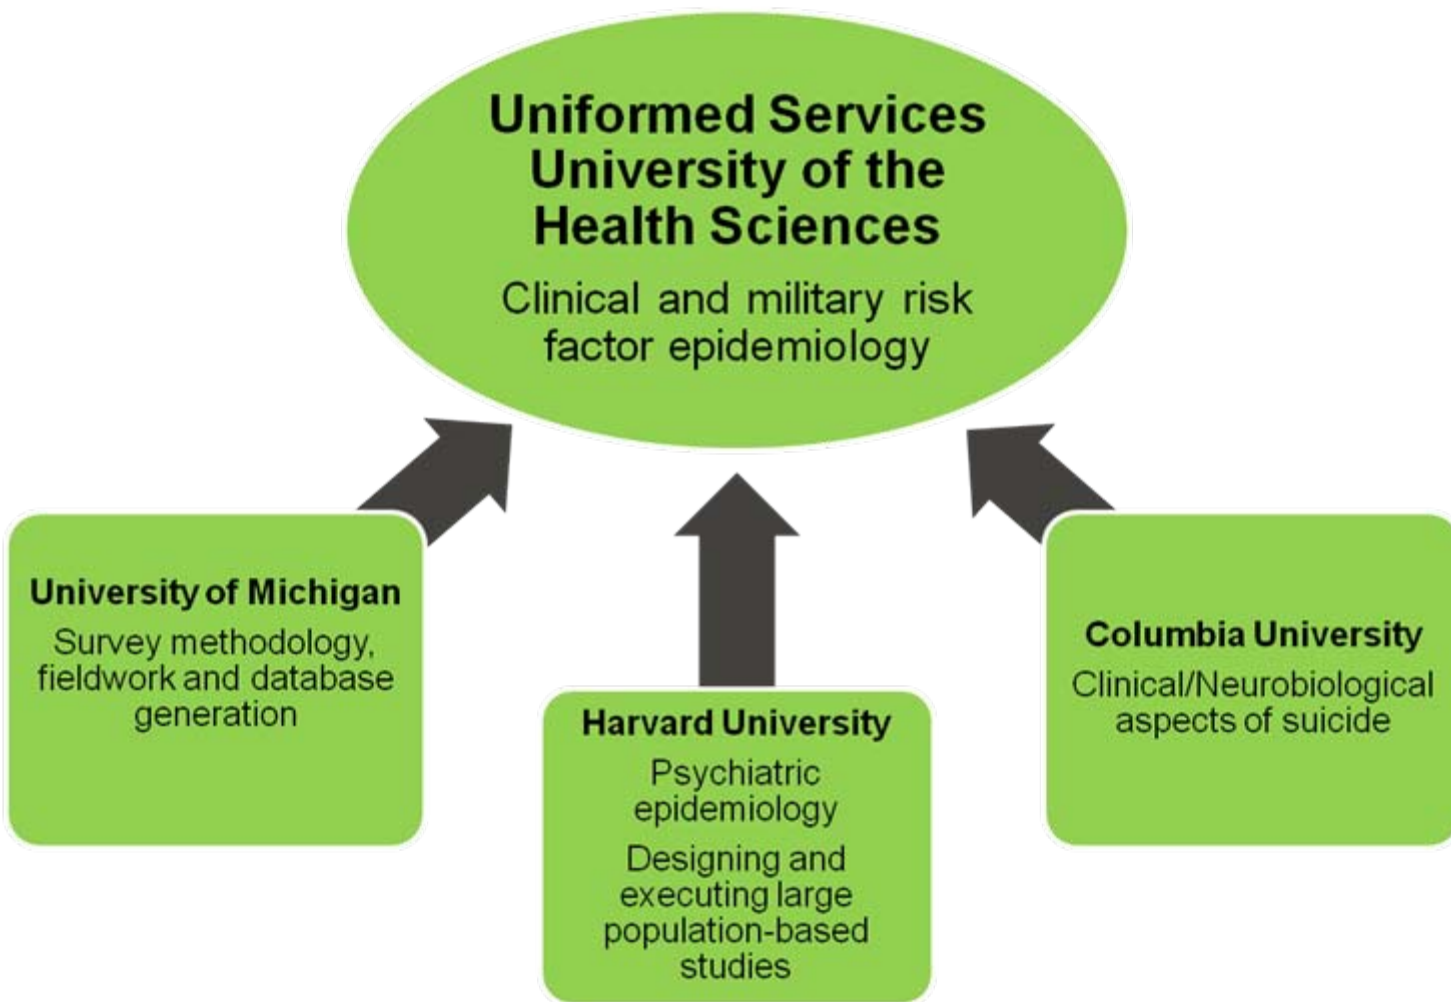 Uniformed Services
University of the
Health Sciences
Clinical and military risk
factor epidemiology
University of Michigan
Survey methodology,
fieldwork and database
generation
Harvard University
Psychiatric
epidemiology
Designing and
executing large
population-based
studies
Columbia University
Clinical/Neurobiological
aspects of suicide